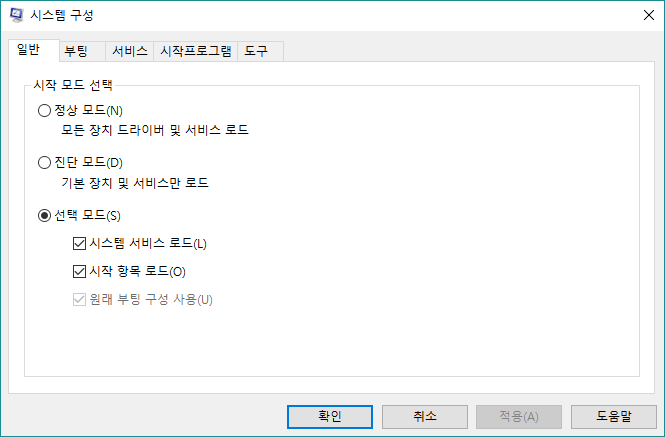 시스템 구성
일반 부팅 서비스 시작프로그램 도구
시작 모드 선택
정상 모드(N)
모든 장치 드라이버 및 서비스 로드
진단 모드(D)
기본 장치 및 서비스만 로드
선택 모드(S)
시스템 서비스 로드(L)
시작 항목 로드(O)
원래 부팅 구성 사용(U)
확인 취소 적용(A) 도움말